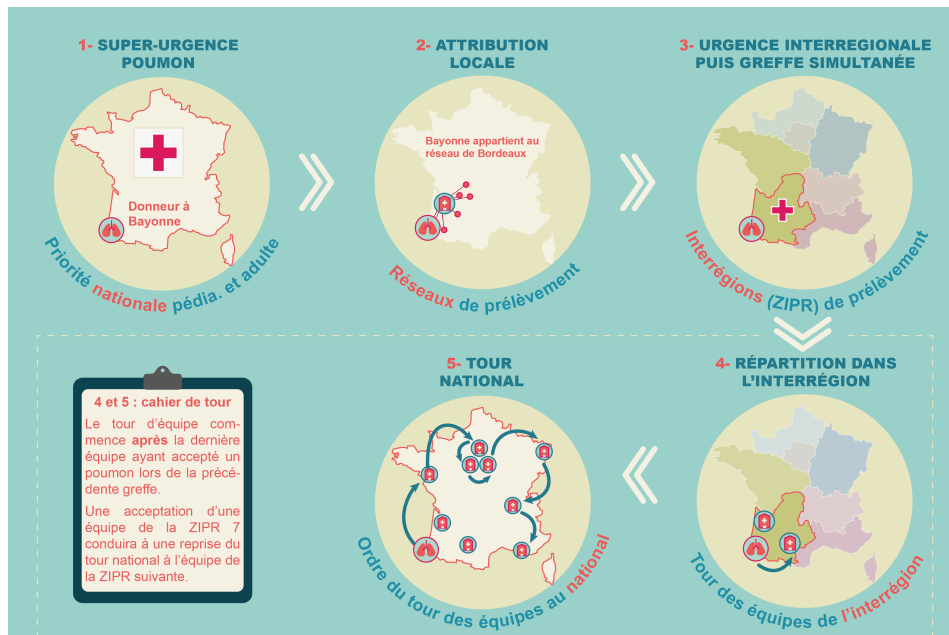 1- SUPER-URGENCE
POUMON
Donneur à
Bayonne
Priorité nationale pédia. et adulte
2- ATTRIBUTION
LOCALE
Bayonne appartient au
réseau de Bordeaux
Réseaux de prélèvement
3- URGENCE INTERREGIONALE
PUIS GREFFE SIMULTANÉE
Interrégions (ZIPR) de prélèvement
4- RÉPARTITION DANS
L'INTERRÉGION
Tour des équipes de l'interrégion
5- TOUR
NATIONAL
Ordre du tour des équipes au national
4 et 5 : cahier de tour
Le tour d'équipe com-
mence après la dernière
équipe ayant accepté un
poumon lors de la précé-
dente greffe.
Une acceptation d'une
équipe de la ZIPR 7
conduira à une reprise du
tour national à l'équipe de
la ZIPR suivante.